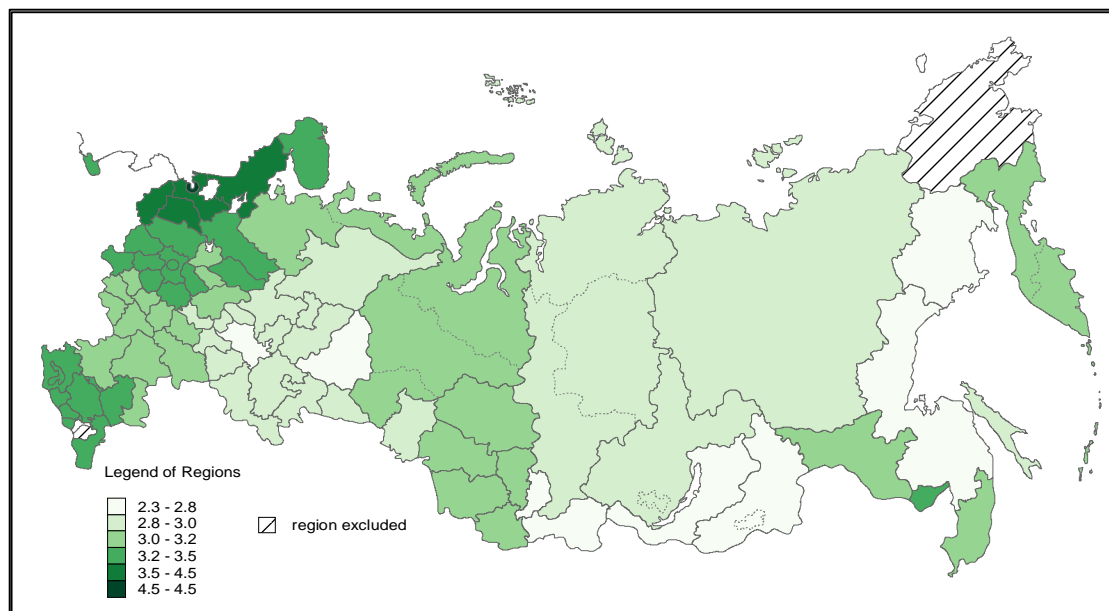 Legend of Regions
2.3 - 2.8
2.8 - 3.0
3.0 - 3.2
3.2 - 3.5
3.5 - 4.5
4.5 - 4.5
region excluded